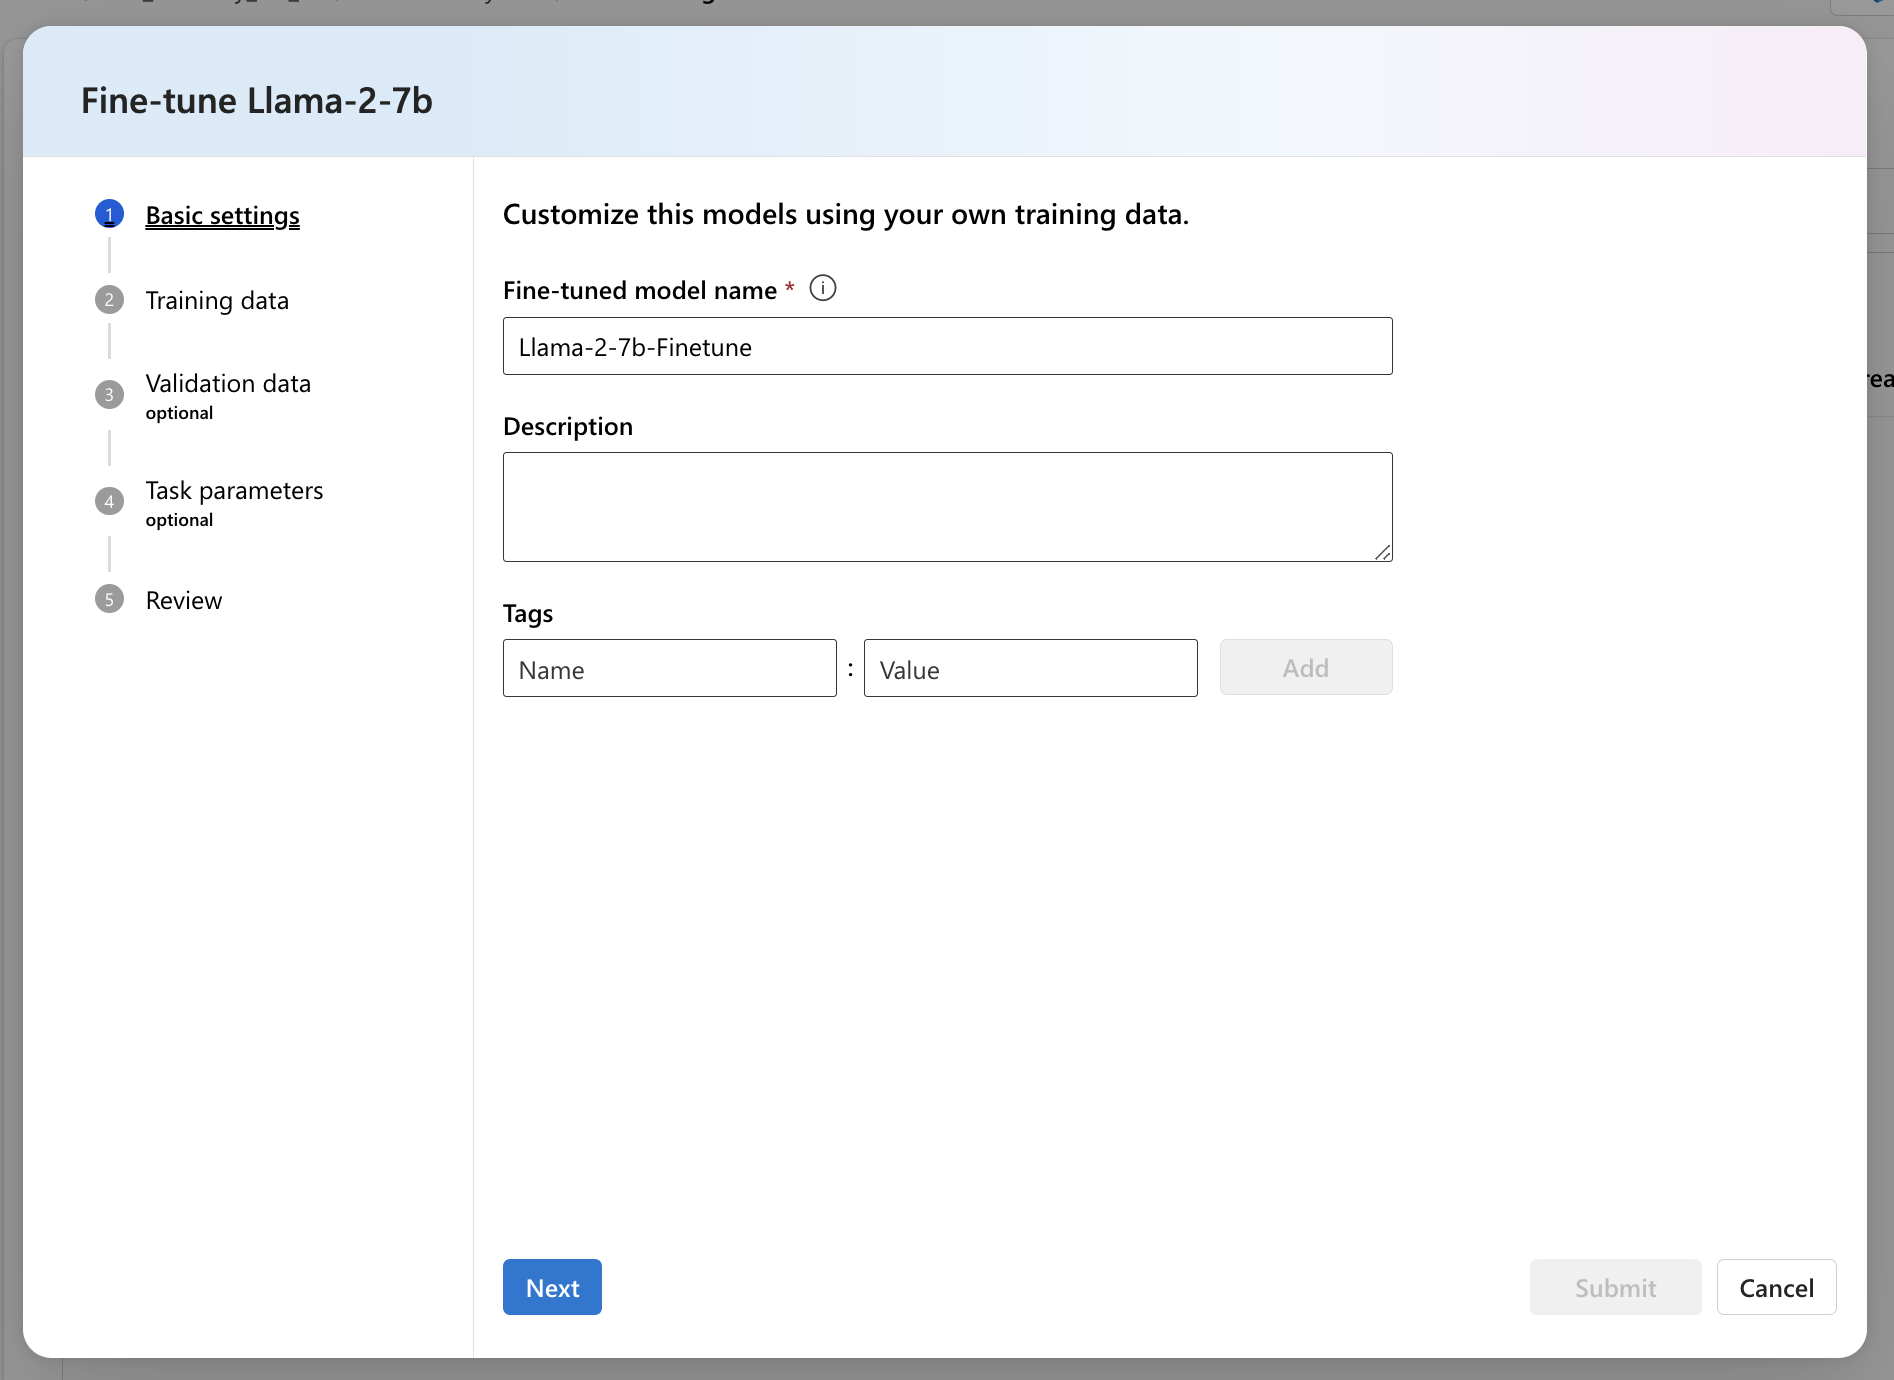 Fine-tune Llama-2-7b
1 Basic settings
2 Training data
3 Validation data
optional
4 Task parameters
optional
5 Review
Customize this models using your own training data.
Fine-tuned model name *
Llama-2-7b-Finetune
Description
Tags
Name : Value Add
Next Submit Cancel